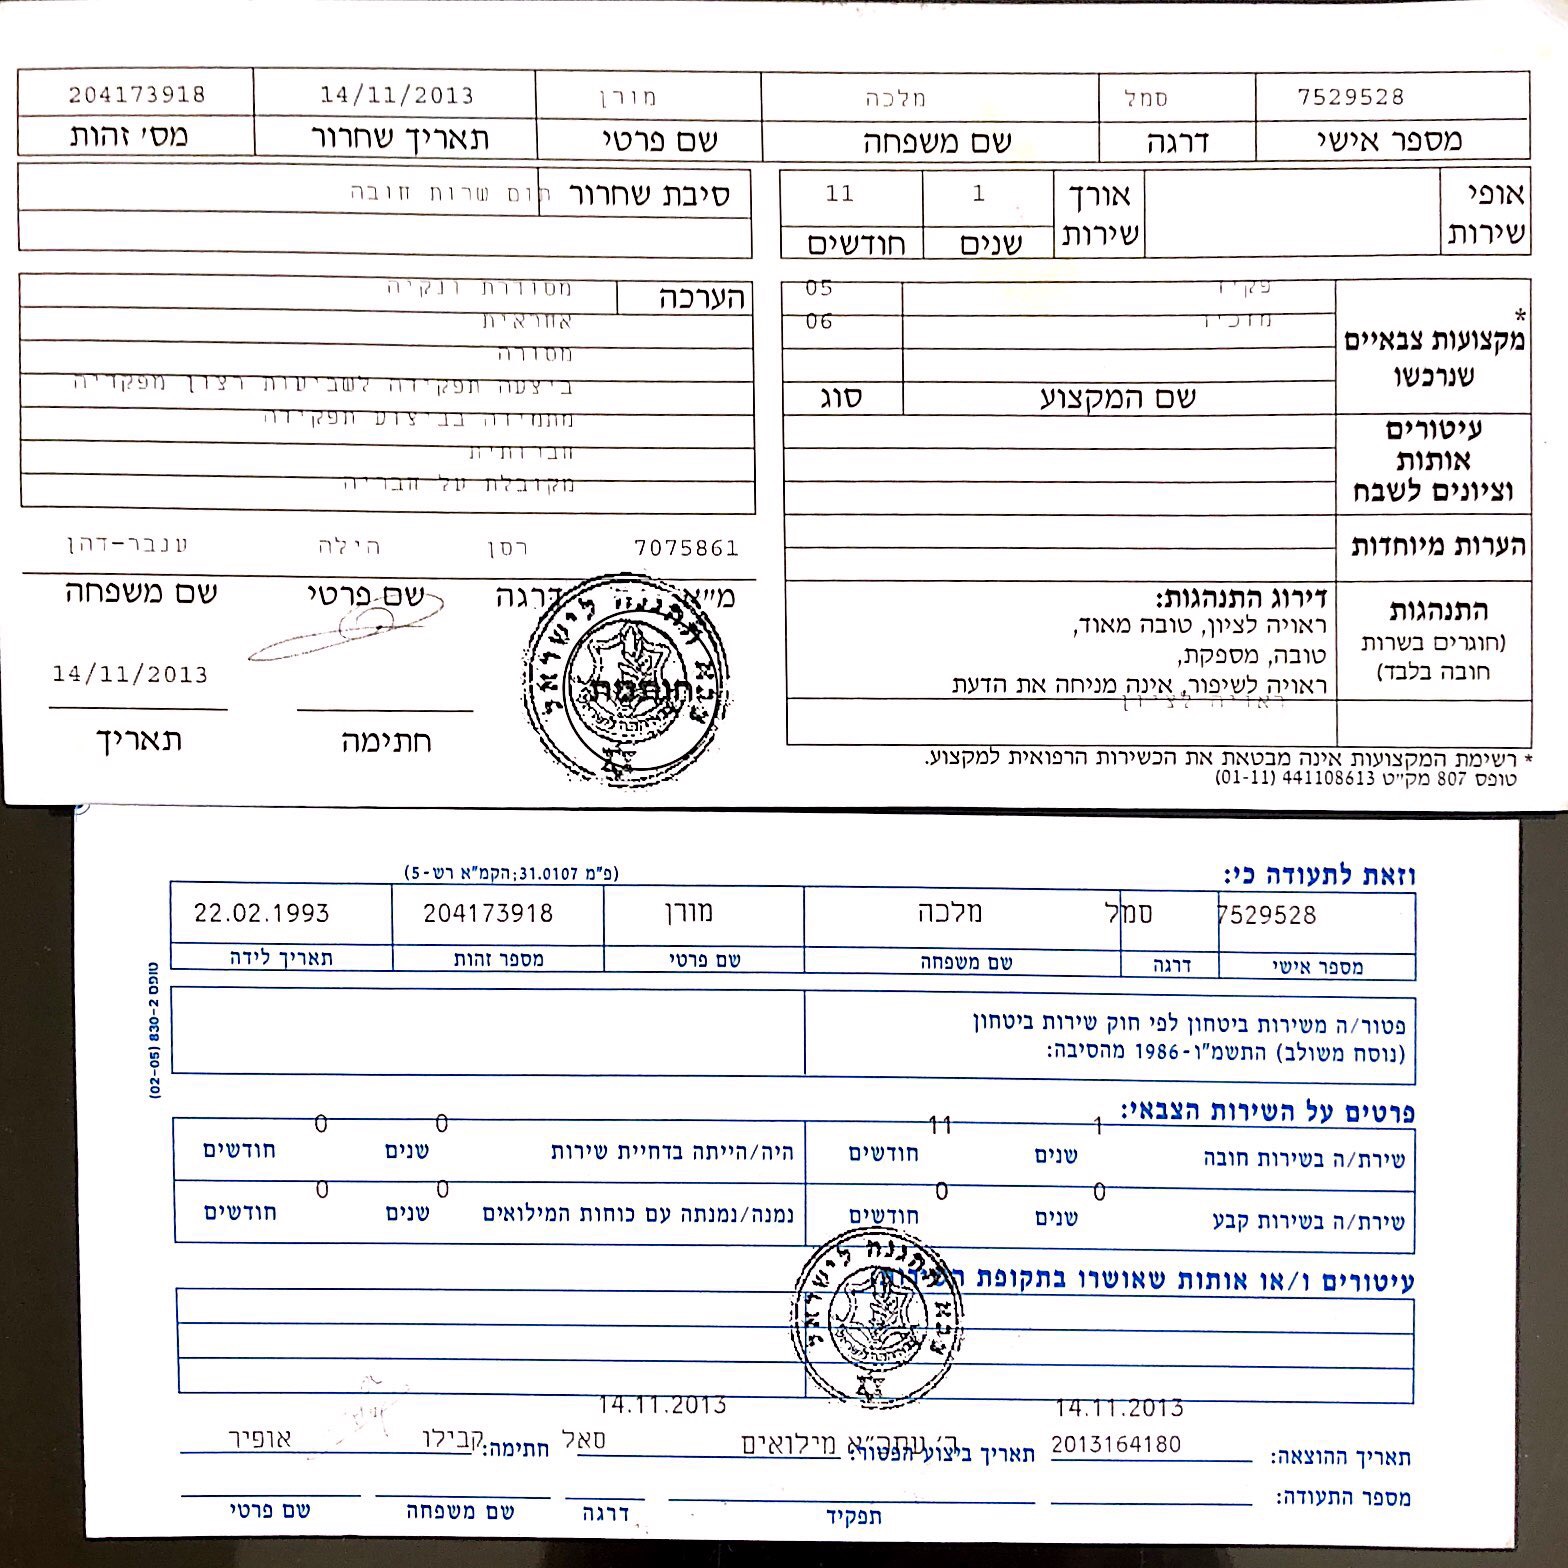 7529528 סמל מלכה מורן 14/11/2013 204173918
מספר אישי דרגה שם משפחה שם פרטי תאריך שחרור מס׳ זהות
אופי שירות
אורך שירות
1 11
שנים חודשים
סיבת שחרור תום שרות חובה
* מקצועות צבאיים שנרכשו
פקיד 05
מזכיר 06
שם המקצוע סוג
עיטורים אותות וציונים לשבח
הערות מיוחדות
התנהגות
(חוגרים בשרות חובה בלבד)
דירוג התנהגות:
ראויה לציון, טובה מאוד,
טובה, מספקת,
ראויה לשיפור, אינה מניחה את הדעת
ראויה לציון
* רשימת המקצועות אינה מבטאת את הכשירות הרפואית למקצוע.
טופס 807 מק״ט 441108613 (01-11)
הערכה מסודרת ונקיה
אחראית
מסורה
ביצעה תפקידה לשביעות רצון מפקדיה
מתמידה בביצוע תפקידה
חברותית
מקובלת על חבריה
7075861 רסן הילה ענבר-דהן
מ״א דרגה שם פרטי שם משפחה
צבא הגנה לישראל
חותמת
14/11/2013
חתימה תאריך
וזאת לתעודה כי:
(פ"מ 31.0107;הקמ"א רש-5)
7529528 סמל מלכה מורן 204173918 22.02.1993
מספר אישי דרגה שם משפחה שם פרטי מספר זהות תאריך לידה
טופס 830-2 (02-05)
פטור/ה משירות ביטחון לפי חוק שירות ביטחון
(נוסח משולב) התשמ"ו-1986 מהסיבה:
פרטים על השירות הצבאי:
1 11 0 0
שירת/ה בשירות חובה שנים חודשים היה/הייתה בדחיית שירות שנים חודשים
0 0 0 0
שירת/ה בשירות קבע שנים חודשים נמנה/נמנתה עם כוחות המילואים שנים חודשים
עיטורים ו/או אותות שאושרו בתקופת
צבא הגנה לישראל
14.11.2013 14.11.2013
תאריך ההוצאה: 2013164180 תאריך ביצוע הפטור: מילואים סאל חתימה: קבילו אופיר
מספר התעודה:
תפקיד דרגה שם משפחה שם פרטי